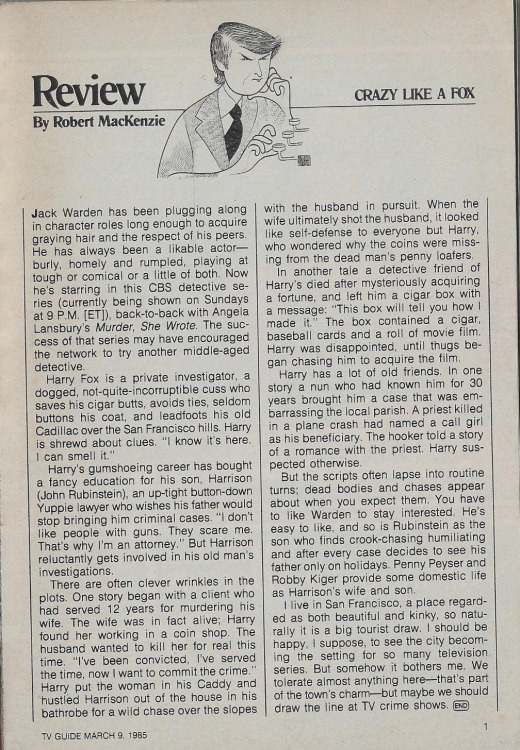 Review
CRAZY LIKE A FOX
By Robert MacKenzie
Jack Warden has been plugging along
in character roles long enough to acquire
graying hair and the respect of his peers.
He has always been a likable actor—
burly, homely and rumpled, playing at
tough or comical or a little of both. Now
he's starring in this CBS detective se-
ries (currently being shown on Sundays
at 9 P.M. [ET]), back-to-back with Angela
Lansbury's Murder, She Wrote. The suc-
cess of that series may have encouraged
the network to try another middle-aged
detective.
Harry Fox is a private investigator, a
dogged, not-quite-incorruptible cuss who
saves his cigar butts, avoids ties, seldom
buttons his coat, and leadfoots his old
Cadillac over the San Francisco hills. Harry
is shrewd about clues. "I know it's here.
I can smell it."
Harry's gumshoeing career has bought
a fancy education for his son, Harrison
(John Rubinstein), an up-tight button-down
Yuppie lawyer who wishes his father would
stop bringing him criminal cases. "I don't
like people with guns. They scare me.
That's why I'm an attorney." But Harrison
reluctantly gets involved in his old man's
investigations.
There are often clever wrinkles in the
plots. One story began with a client who
had served 12 years for murdering his
wife. The wife was in fact alive; Harry
found her working in a coin shop. The
husband wanted to kill her for real this
time. "I've been convicted, I've served
the time, now I want to commit the crime."
Harry put the woman in his Caddy and
hustled Harrison out of the house in his
bathrobe for a wild chase over the slopes
with the husband in pursuit. When the
wife ultimately shot the husband, it looked
like self-defense to everyone but Harry,
who wondered why the coins were miss-
ing from the dead man's penny loafers.
In another tale a detective friend of
Harry's died after mysteriously acquiring
a fortune, and left him a cigar box with
a message: "This box will tell you how I
made it." The box contained a cigar,
baseball cards and a roll of movie film.
Harry was disappointed, until thugs be-
gan chasing him to acquire the film.
Harry has a lot of old friends. In one
story a nun who had known him for 30
years brought him a case that was em-
barrassing the local parish. A priest killed
in a plane crash had named a call girl
as his beneficiary. The hooker told a story
of romance with the priest. Harry sus-
pected otherwise.
But the scripts often lapse into routine
turns; dead bodies and chases appear
about when you expect them. You have
to like Warden to stay interested. He's
easy to like, and so is Rubinstein as the
son who finds crook-chasing humiliating
and after every case decides to see his
father only on holidays. Penny Peyser and
Robby Kiger provide some domestic life
as Harrison's wife and son.
I live in San Francisco, a place regard-
ed as both beautiful and kinky, so natu-
rally it is a big tourist draw. I should be
happy, I suppose, to see the city becom-
ing the setting for so many television
series. But somehow it bothers me. We
tolerate almost anything here—that's part
of the town's charm—but maybe we should
draw the line at TV crime shows. END
TV GUIDE MARCH 9, 1985
1